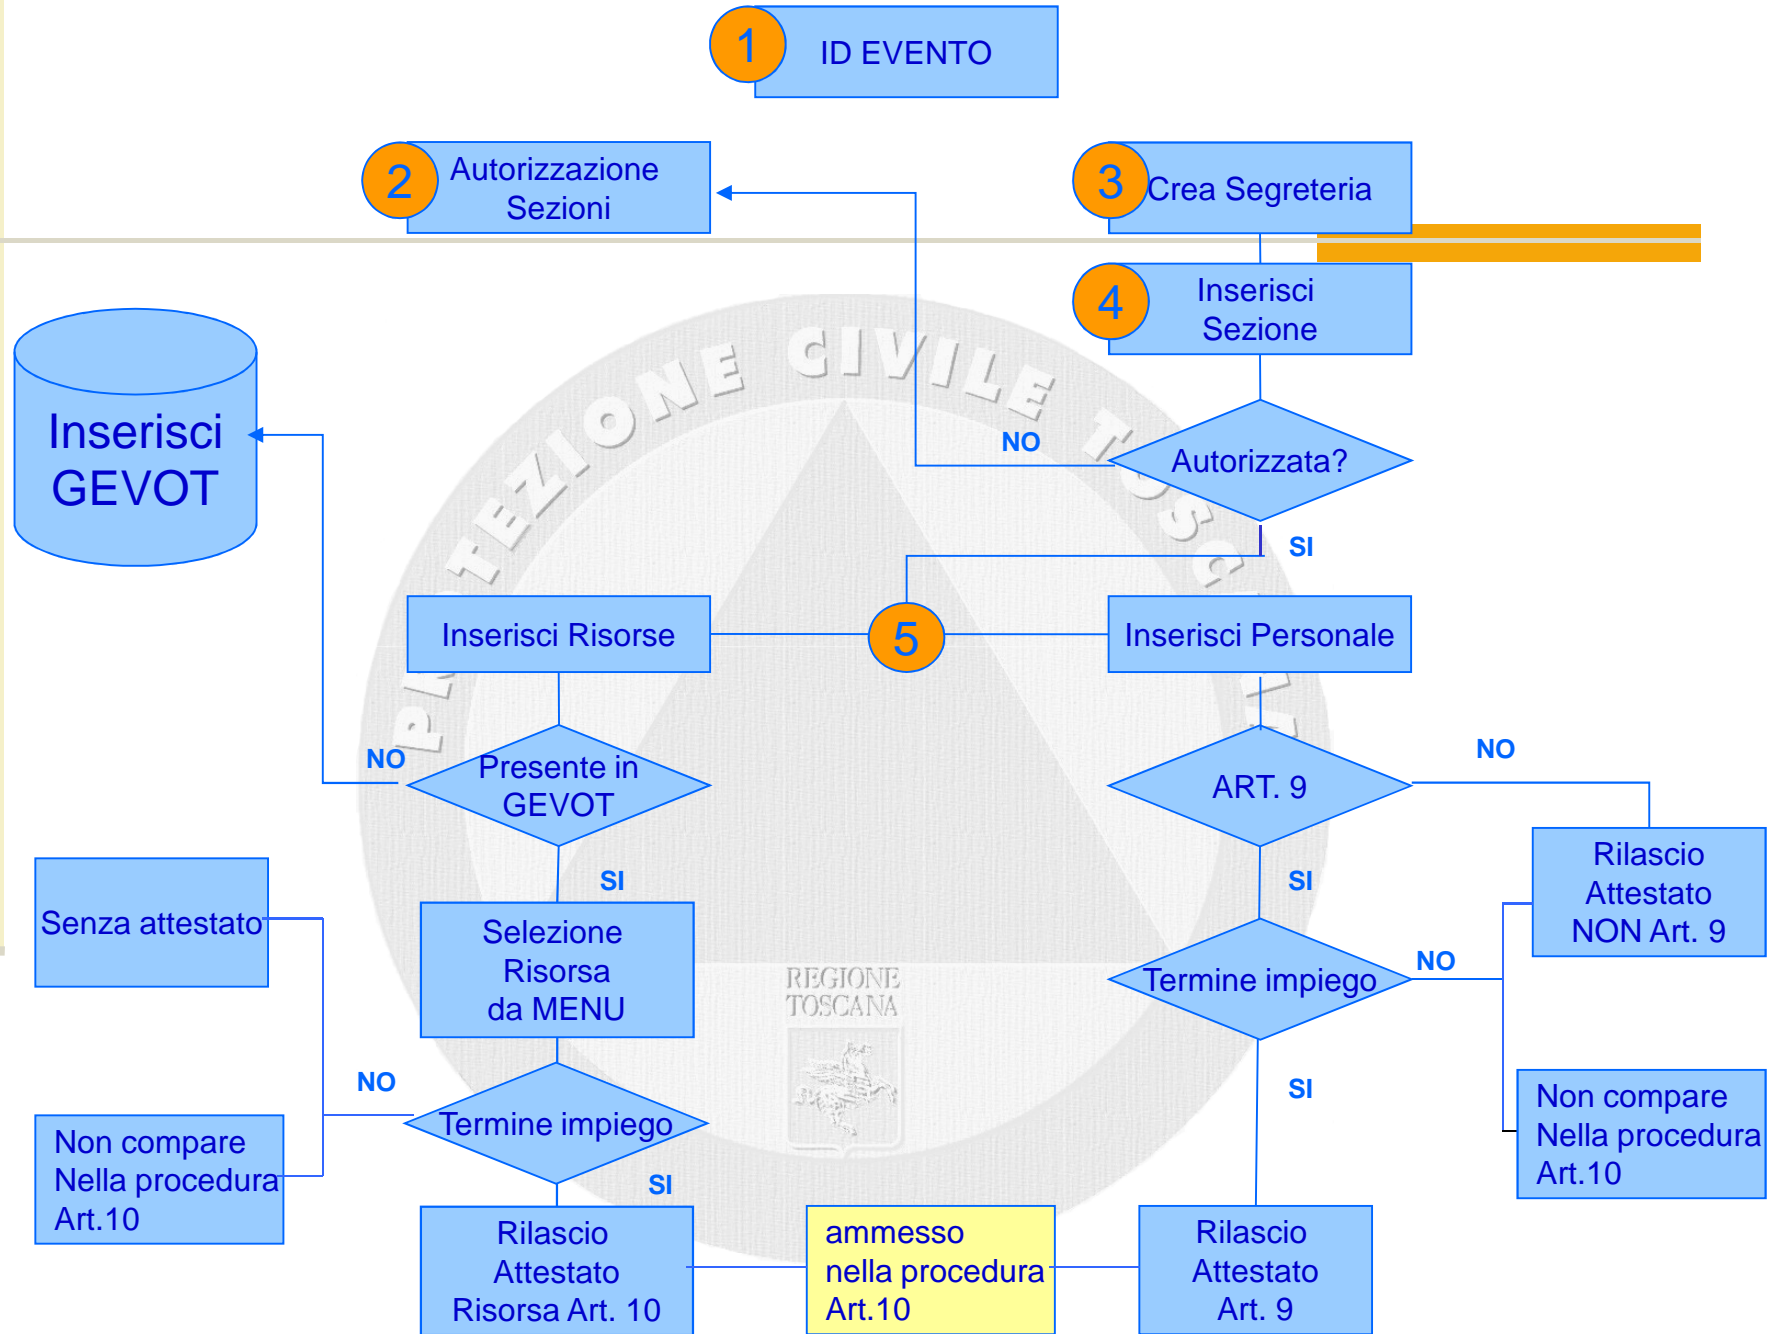 1
ID EVENTO
2
Autorizzazione
Sezioni
3
Crea Segreteria
4
Inserisci
Sezione
PROTEZIONE CIVILE TOSCANA
Inserisci
GEVOT
NO
Autorizzata?
SI
Inserisci Risorse
5
Inserisci Personale
NO
Presente in
GEVOT
ART. 9
NO
SI
SI
Rilascio
Attestato
NON Art. 9
Senza attestato
Selezione
Risorsa
da MENU
REGIONE
TOSCANA
Termine impiego
NO
NO
Termine impiego
SI
Non compare
Nella procedura
Art.10
Non compare
Nella procedura
Art.10
SI
Rilascio
Attestato
Risorsa Art. 10
ammesso
nella procedura
Art.10
Rilascio
Attestato
Art. 9